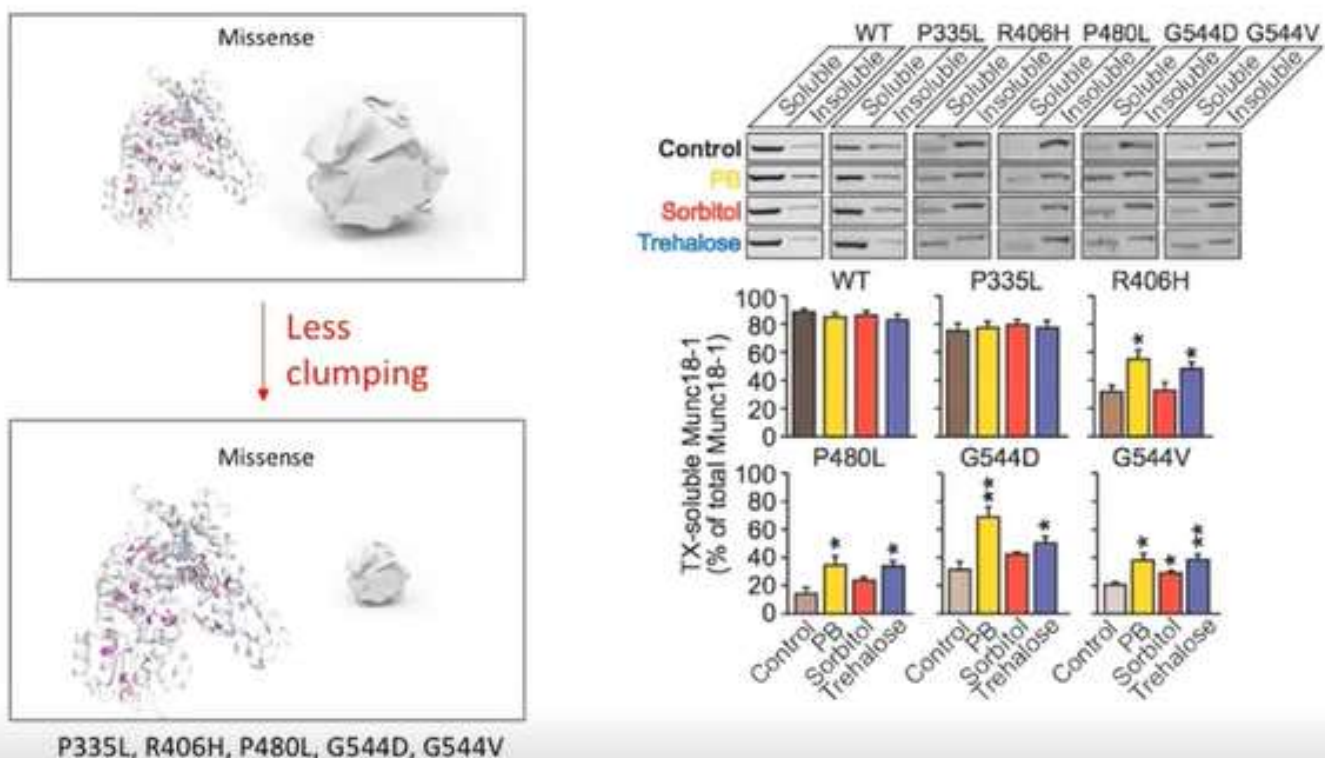 Missense
Less
clumping
Missense
P335L, R406H, P480L, G544D, G544V
WT P335L R406H P480L G544D G544V
Soluble Insoluble Soluble Insoluble Soluble Insoluble Soluble Insoluble Soluble Insoluble Soluble Insoluble
Control
PB
Sorbitol
Trehalose
TX-soluble Munc18-1
(% of total Munc18-1)
WT P335L R406H
100
80
60
40
20
0
* *
P480L G544D G544V
100
80
60
40
20
0
* * ** * * * **
Control PB Sorbitol Trehalose Control PB Sorbitol Trehalose Control PB Sorbitol Trehalose